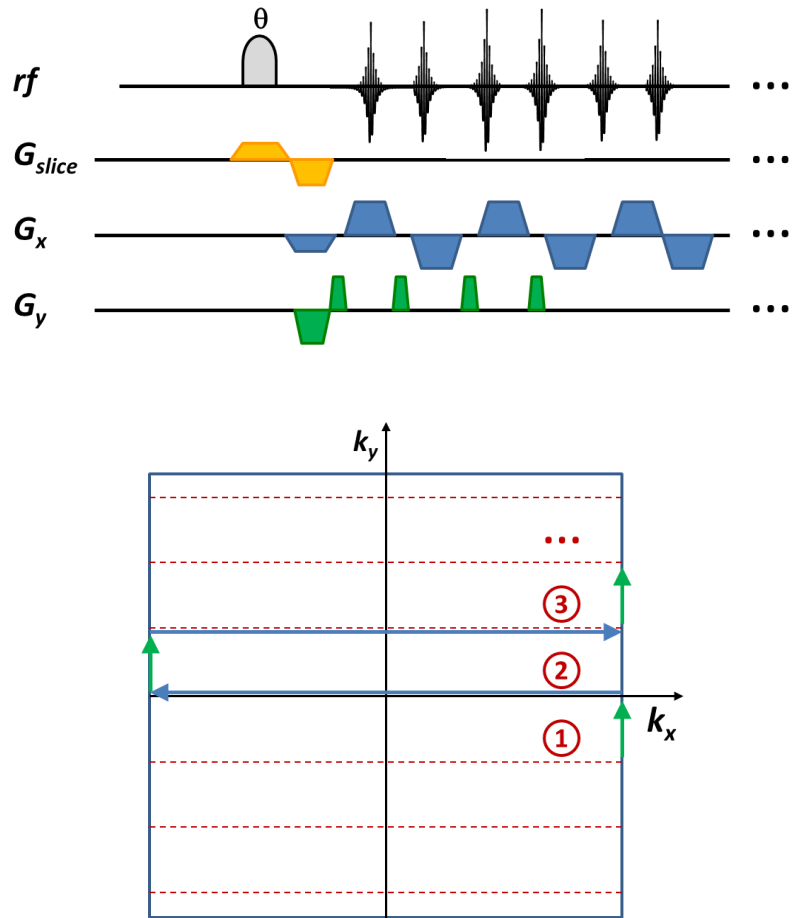 θ
rf
...
G_slice
...
G_x
...
G_y
...
k_y
...
③
②
①
k_x